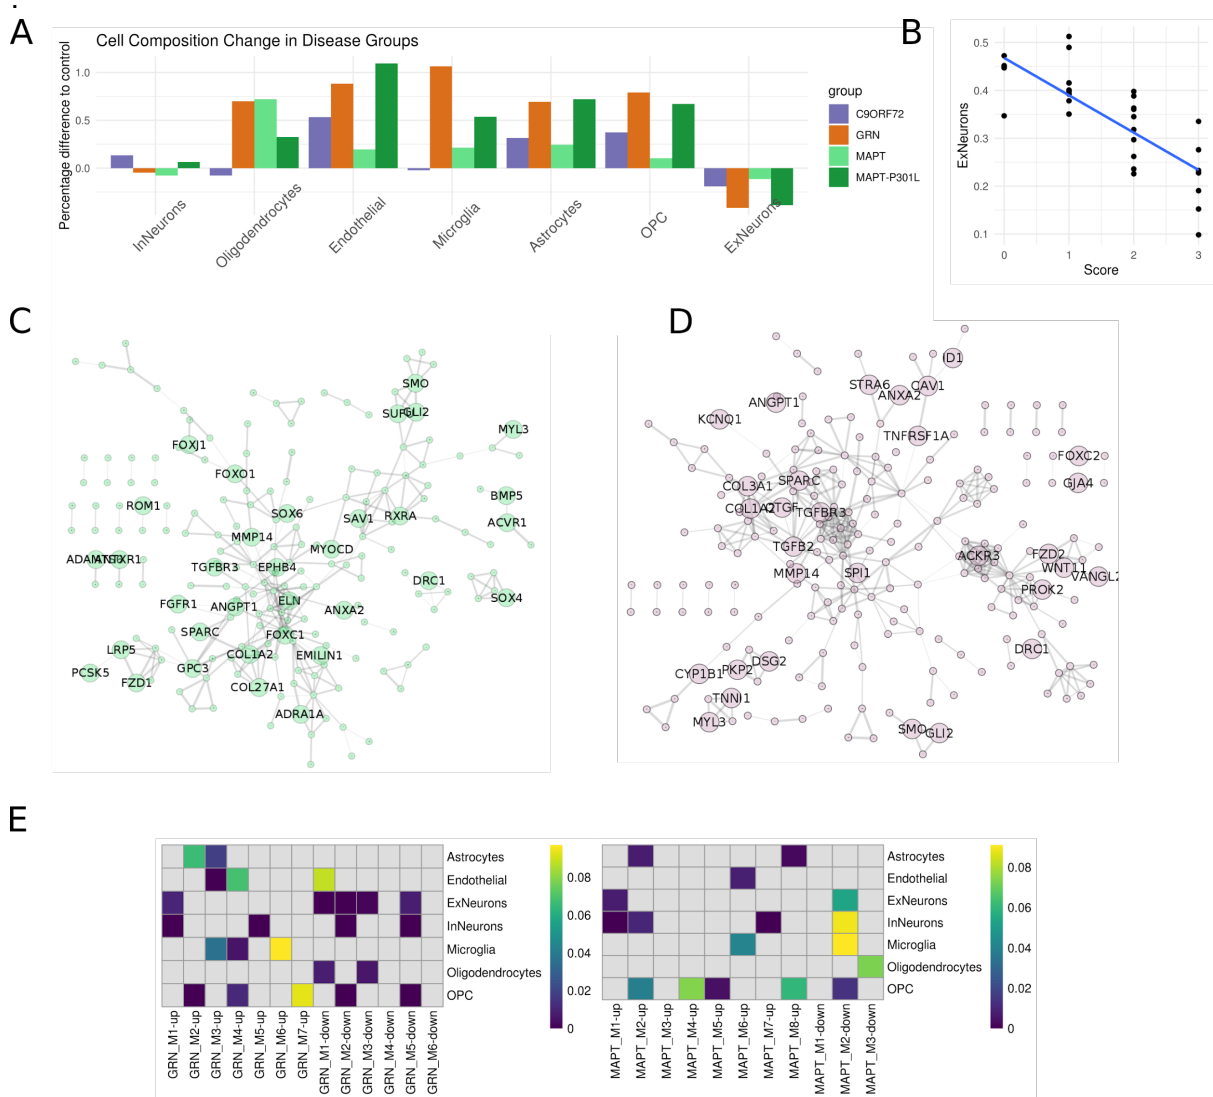 A
Cell Composition Change in Disease Groups
Percentage difference to control
1.0
0.5
0.0
InNeurons
Oligodendrocytes
Endothelial
Microglia
Astrocytes
OPC
ExNeurons
group
C9ORF72
GRN
MAPT
MAPT-P301L
B
ExNeurons
0.5
0.4
0.3
0.2
0.1
0
1
2
3
Score
C
SMO
GLI2
MYL3
FOXJ1
FOXO1
BMP5
ROM1
SOX6
SAV1
RXRA
ACVR1
MMP14
MYOCD
TGFBR3
EPHB4
DRC1
SOX4
FGFR1
ANGPT1
ELN
ANXA2
SPARC
FOXC1
LRP5
COL1A2
EMILIN1
PCSK5
FZD1
GPC3
COL27A1
ADRA1A
D
ID1
STRA6
ANXA2
CAV1
ANGPT1
KCNQ1
TNFRSF1A
FOXC2
COL3A1
SPARC
GJA4
COL1A2
CTGF
TGFBR3
TGFB2
ACKR3
FZD2
MMP14
SPI1
WNT11
VANGL2
PROK2
DRC1
CYP1B1
PKP2
DSG2
TNNI1
MYL3
SMO
GLI2
E
Astrocytes
Endothelial
ExNeurons
InNeurons
Microglia
Oligodendrocytes
OPC
GRN_M1-up
GRN_M2-up
GRN_M3-up
GRN_M4-up
GRN_M5-up
GRN_M6-up
GRN_M7-up
GRN_M1-down
GRN_M2-down
GRN_M3-down
GRN_M4-down
GRN_M5-down
GRN_M6-down
0.08
0.06
0.04
0.02
0
Astrocytes
Endothelial
ExNeurons
InNeurons
Microglia
Oligodendrocytes
OPC
MAPT_M1-up
MAPT_M2-up
MAPT_M3-up
MAPT_M4-up
MAPT_M5-up
MAPT_M6-up
MAPT_M7-up
MAPT_M8-up
MAPT_M1-down
MAPT_M2-down
MAPT_M3-down
0.08
0.06
0.04
0.02
0